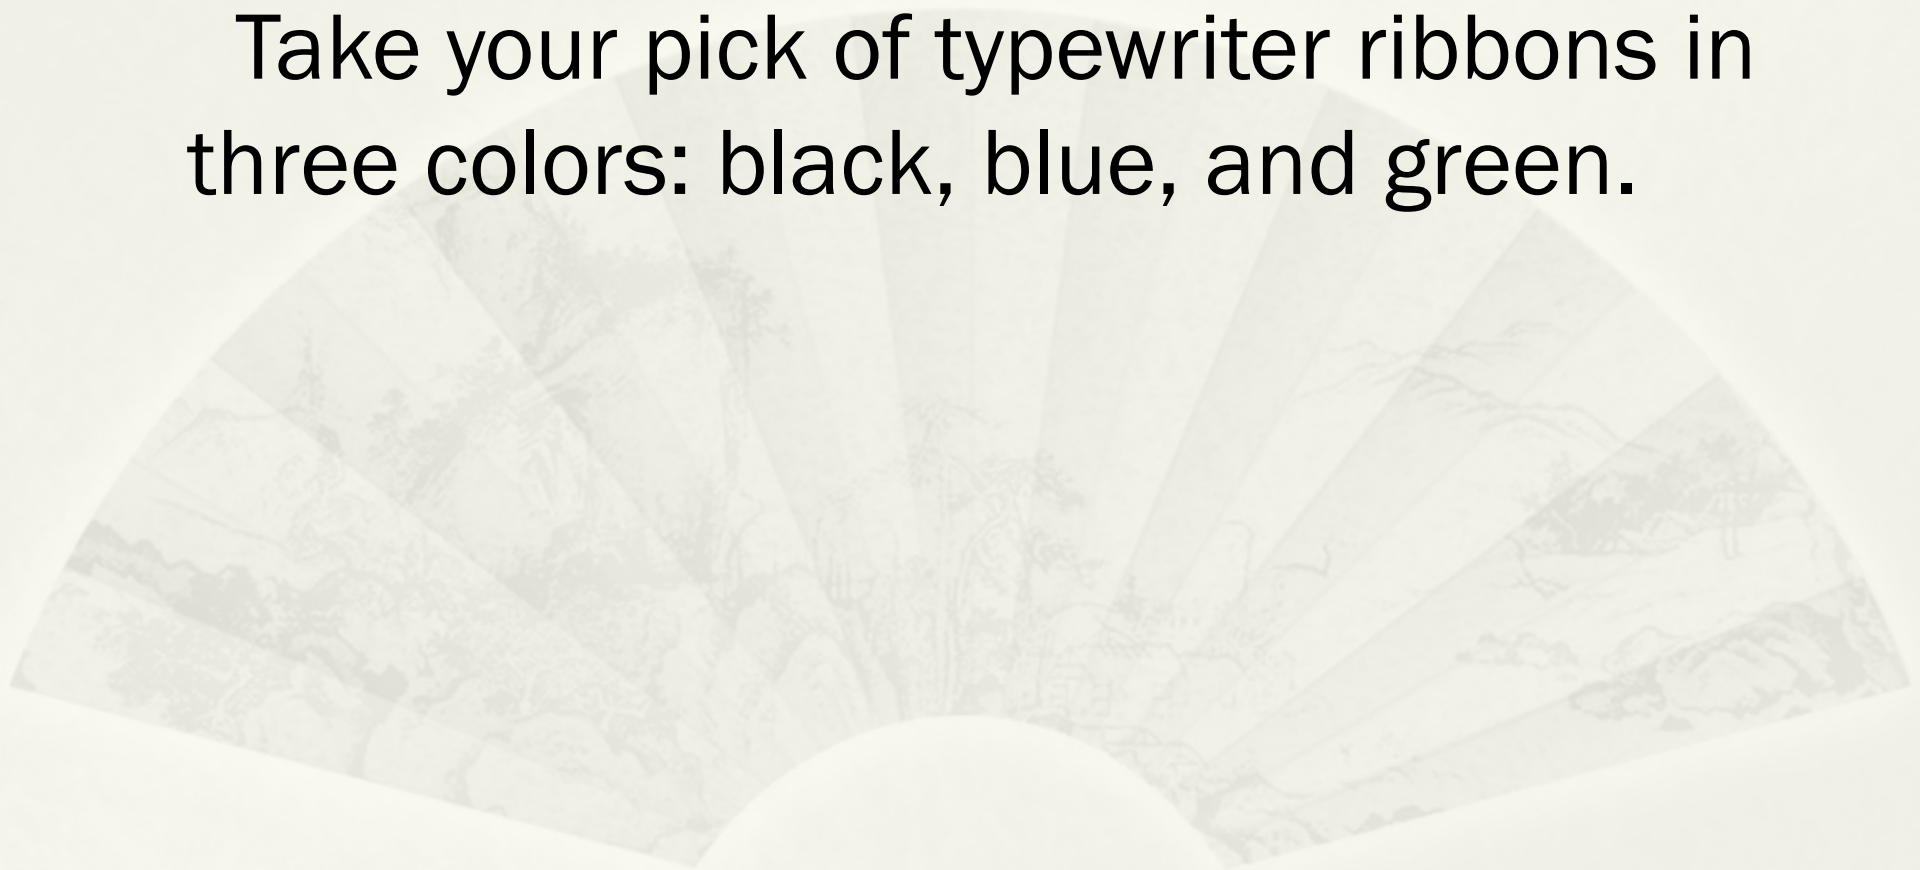 Take your pick of typewriter ribbons in
three colors: black, blue, and green.